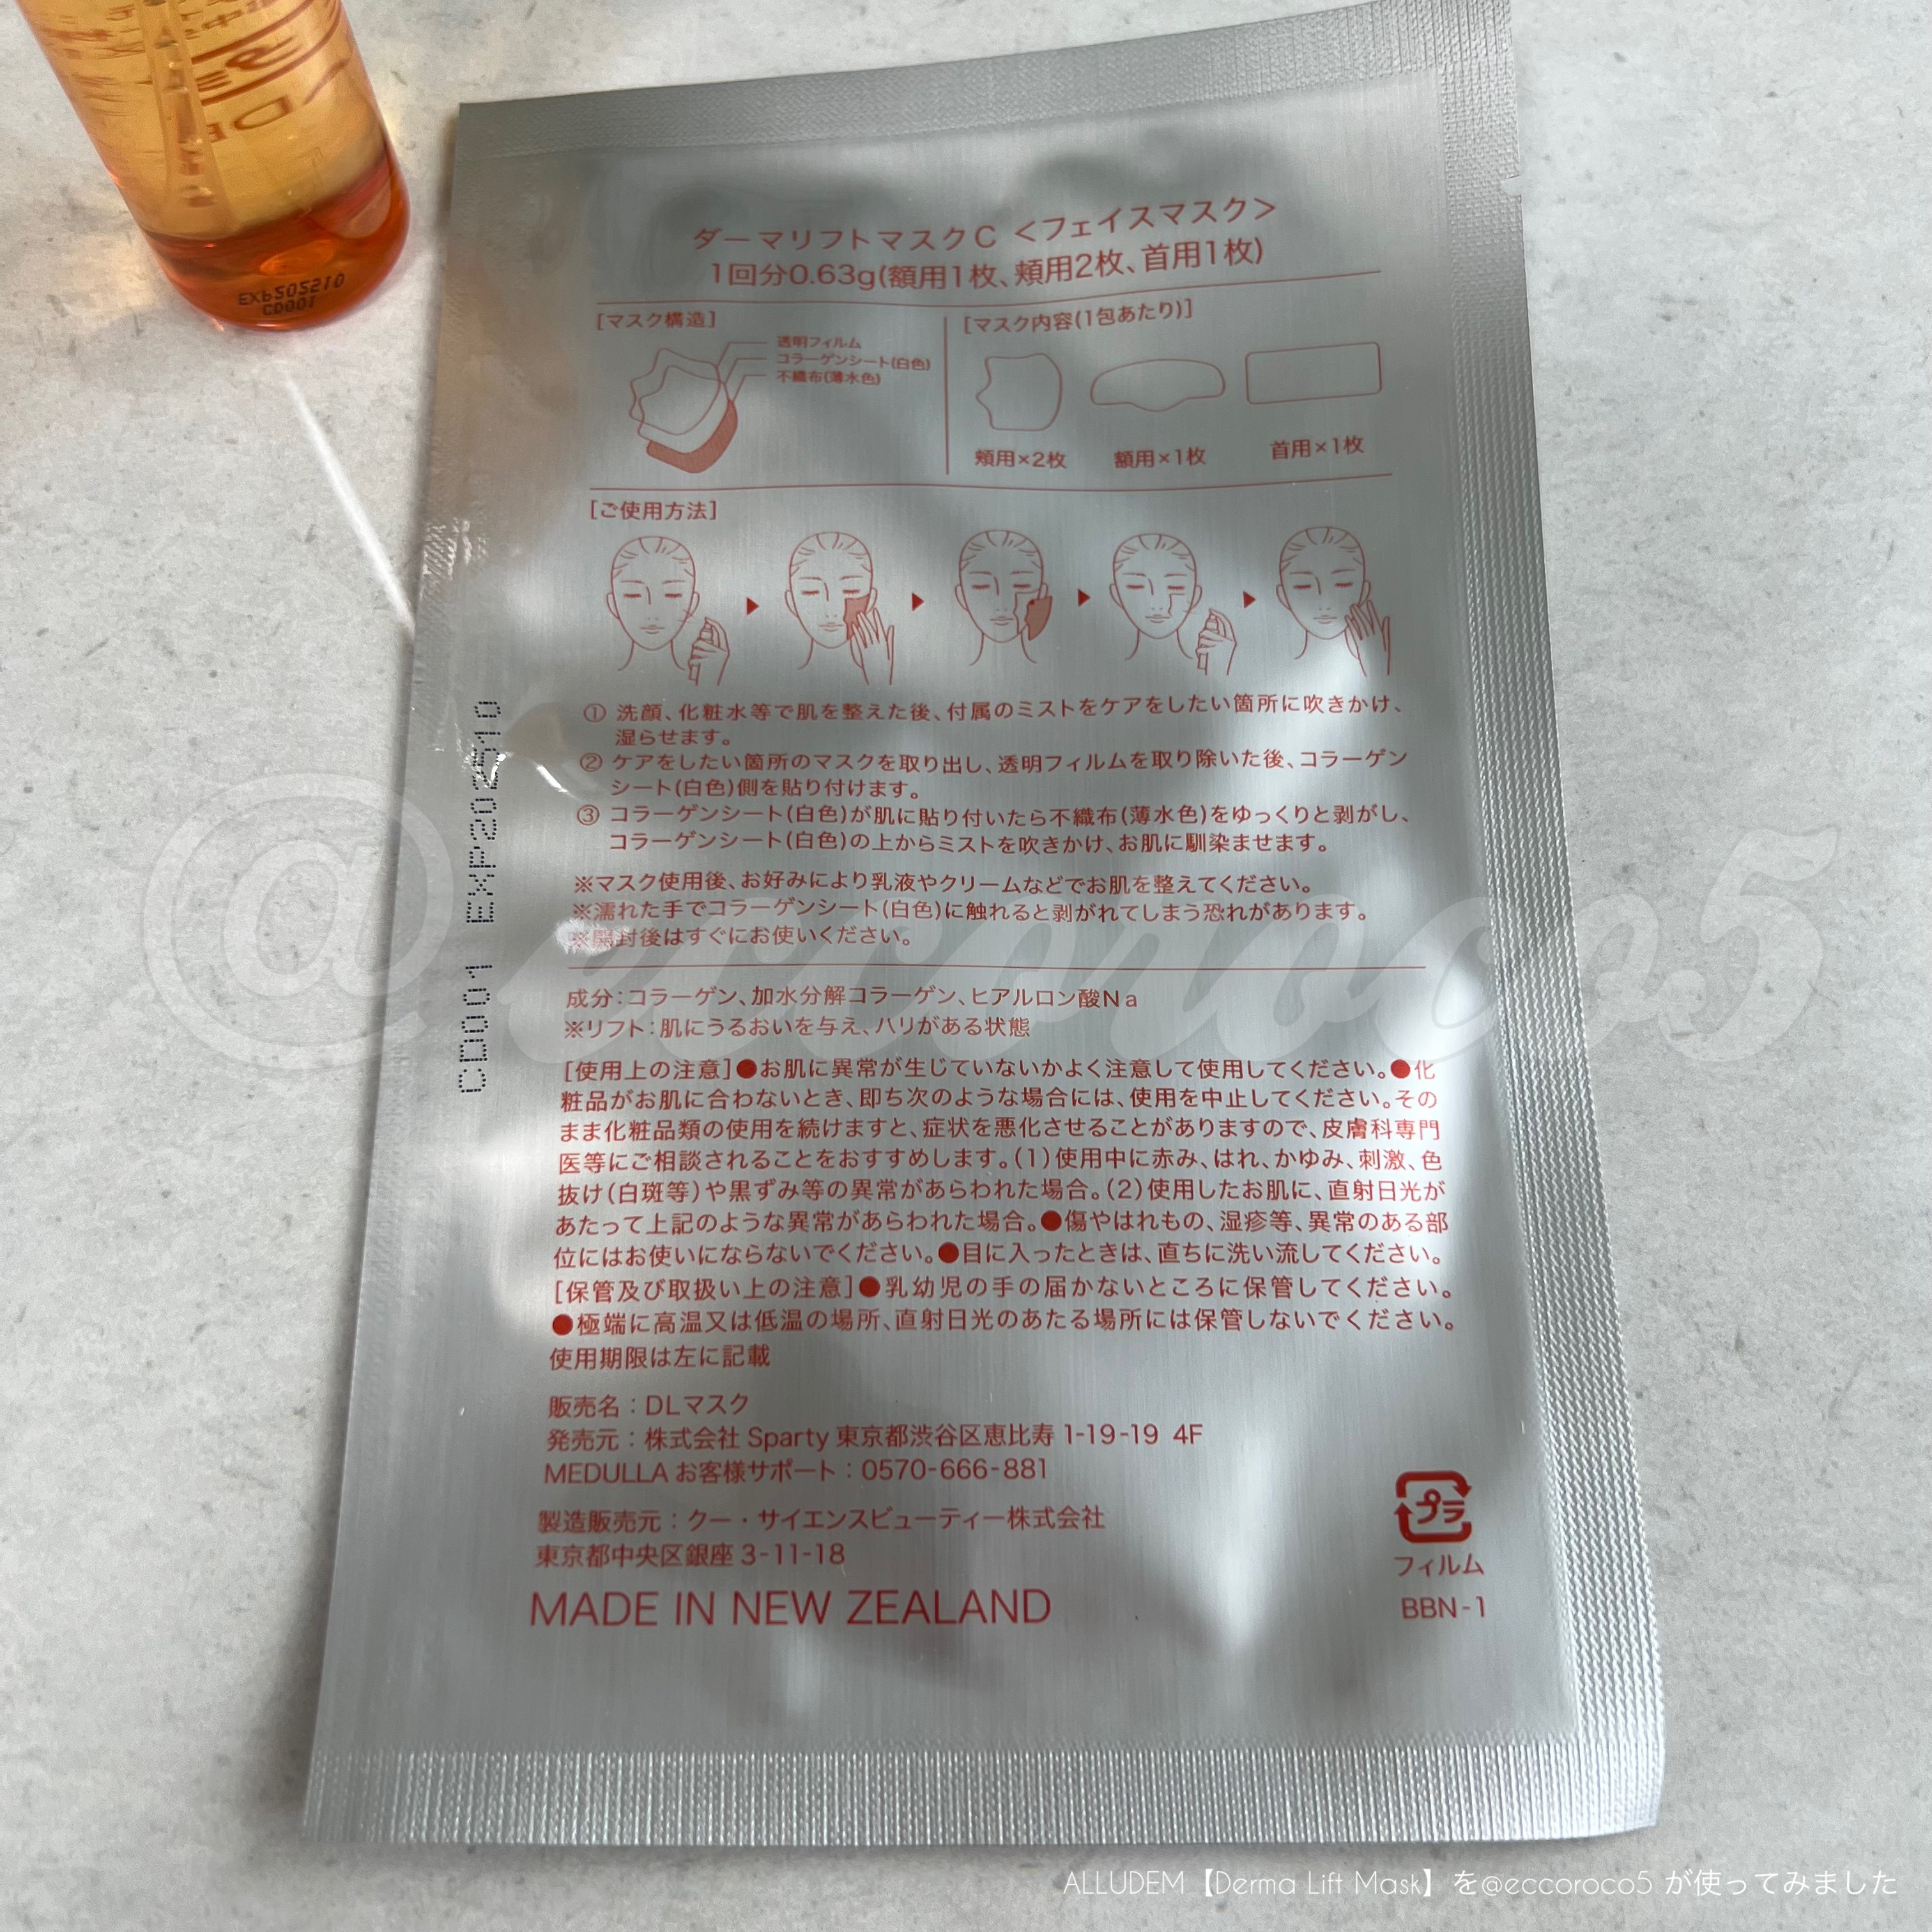 EXP202510
CD001
ダーマリフトマスクC <フェイスマスク>
1回分0.63g(額用1枚、頬用2枚、首用1枚)
[マスク構造]
透明フィルム
コラーゲンシート(白色)
不織布(薄水色)
[マスク内容(1包あたり)]
頬用×2枚
額用×1枚
首用×1枚
[ご使用方法]
① 洗顔、化粧水等で肌を整えた後、付属のミストをケアをしたい箇所に吹きかけ、
湿らせます。
② ケアをしたい箇所のマスクを取り出し、透明フィルムを取り除いた後、コラーゲン
シート(白色)側を貼り付けます。
③ コラーゲンシート(白色)が肌に貼り付いたら不織布(薄水色)をゆっくりと剥がし、
コラーゲンシート(白色)の上からミストを吹きかけ、お肌に馴染ませます。
※マスク使用後、お好みにより乳液やクリームなどでお肌を整えてください。
※濡れた手でコラーゲンシート(白色)に触れると剥がれてしまう恐れがあります。
※開封後はすぐにお使いください。
CD001 EXP202510
成分:コラーゲン、加水分解コラーゲン、ヒアルロン酸Na
※リフト:肌にうるおいを与え、ハリがある状態
[使用上の注意]●お肌に異常が生じていないかよく注意して使用してください。●化
粧品がお肌に合わないとき、即ち次のような場合には、使用を中止してください。その
まま化粧品類の使用を続けますと、症状を悪化させることがありますので、皮膚科専門
医等にご相談されることをおすすめします。(1)使用中に赤み、はれ、かゆみ、刺激、色
抜け(白斑等)や黒ずみ等の異常があらわれた場合。(2)使用したお肌に、直射日光が
あたって上記のような異常があらわれた場合。●傷やはれもの、湿疹等、異常のある部
位にはお使いにならないでください。●目に入ったときは、直ちに洗い流してください。
[保管及び取扱い上の注意]●乳幼児の手の届かないところに保管してください。
●極端に高温又は低温の場所、直射日光のあたる場所には保管しないでください。
使用期限は左に記載
販売名:DLマスク
発売元:株式会社 Sparty 東京都渋谷区恵比寿 1-19-19 4F
MEDULLA お客様サポート:0570-666-881
製造販売元:クー・サイエンスビューティー株式会社
東京都中央区銀座 3-11-18
MADE IN NEW ZEALAND
プラ
フィルム
BBN-1
@eccoroco5
ALLUDEM【Derma Lift Mask】を@eccoroco5 が使ってみました